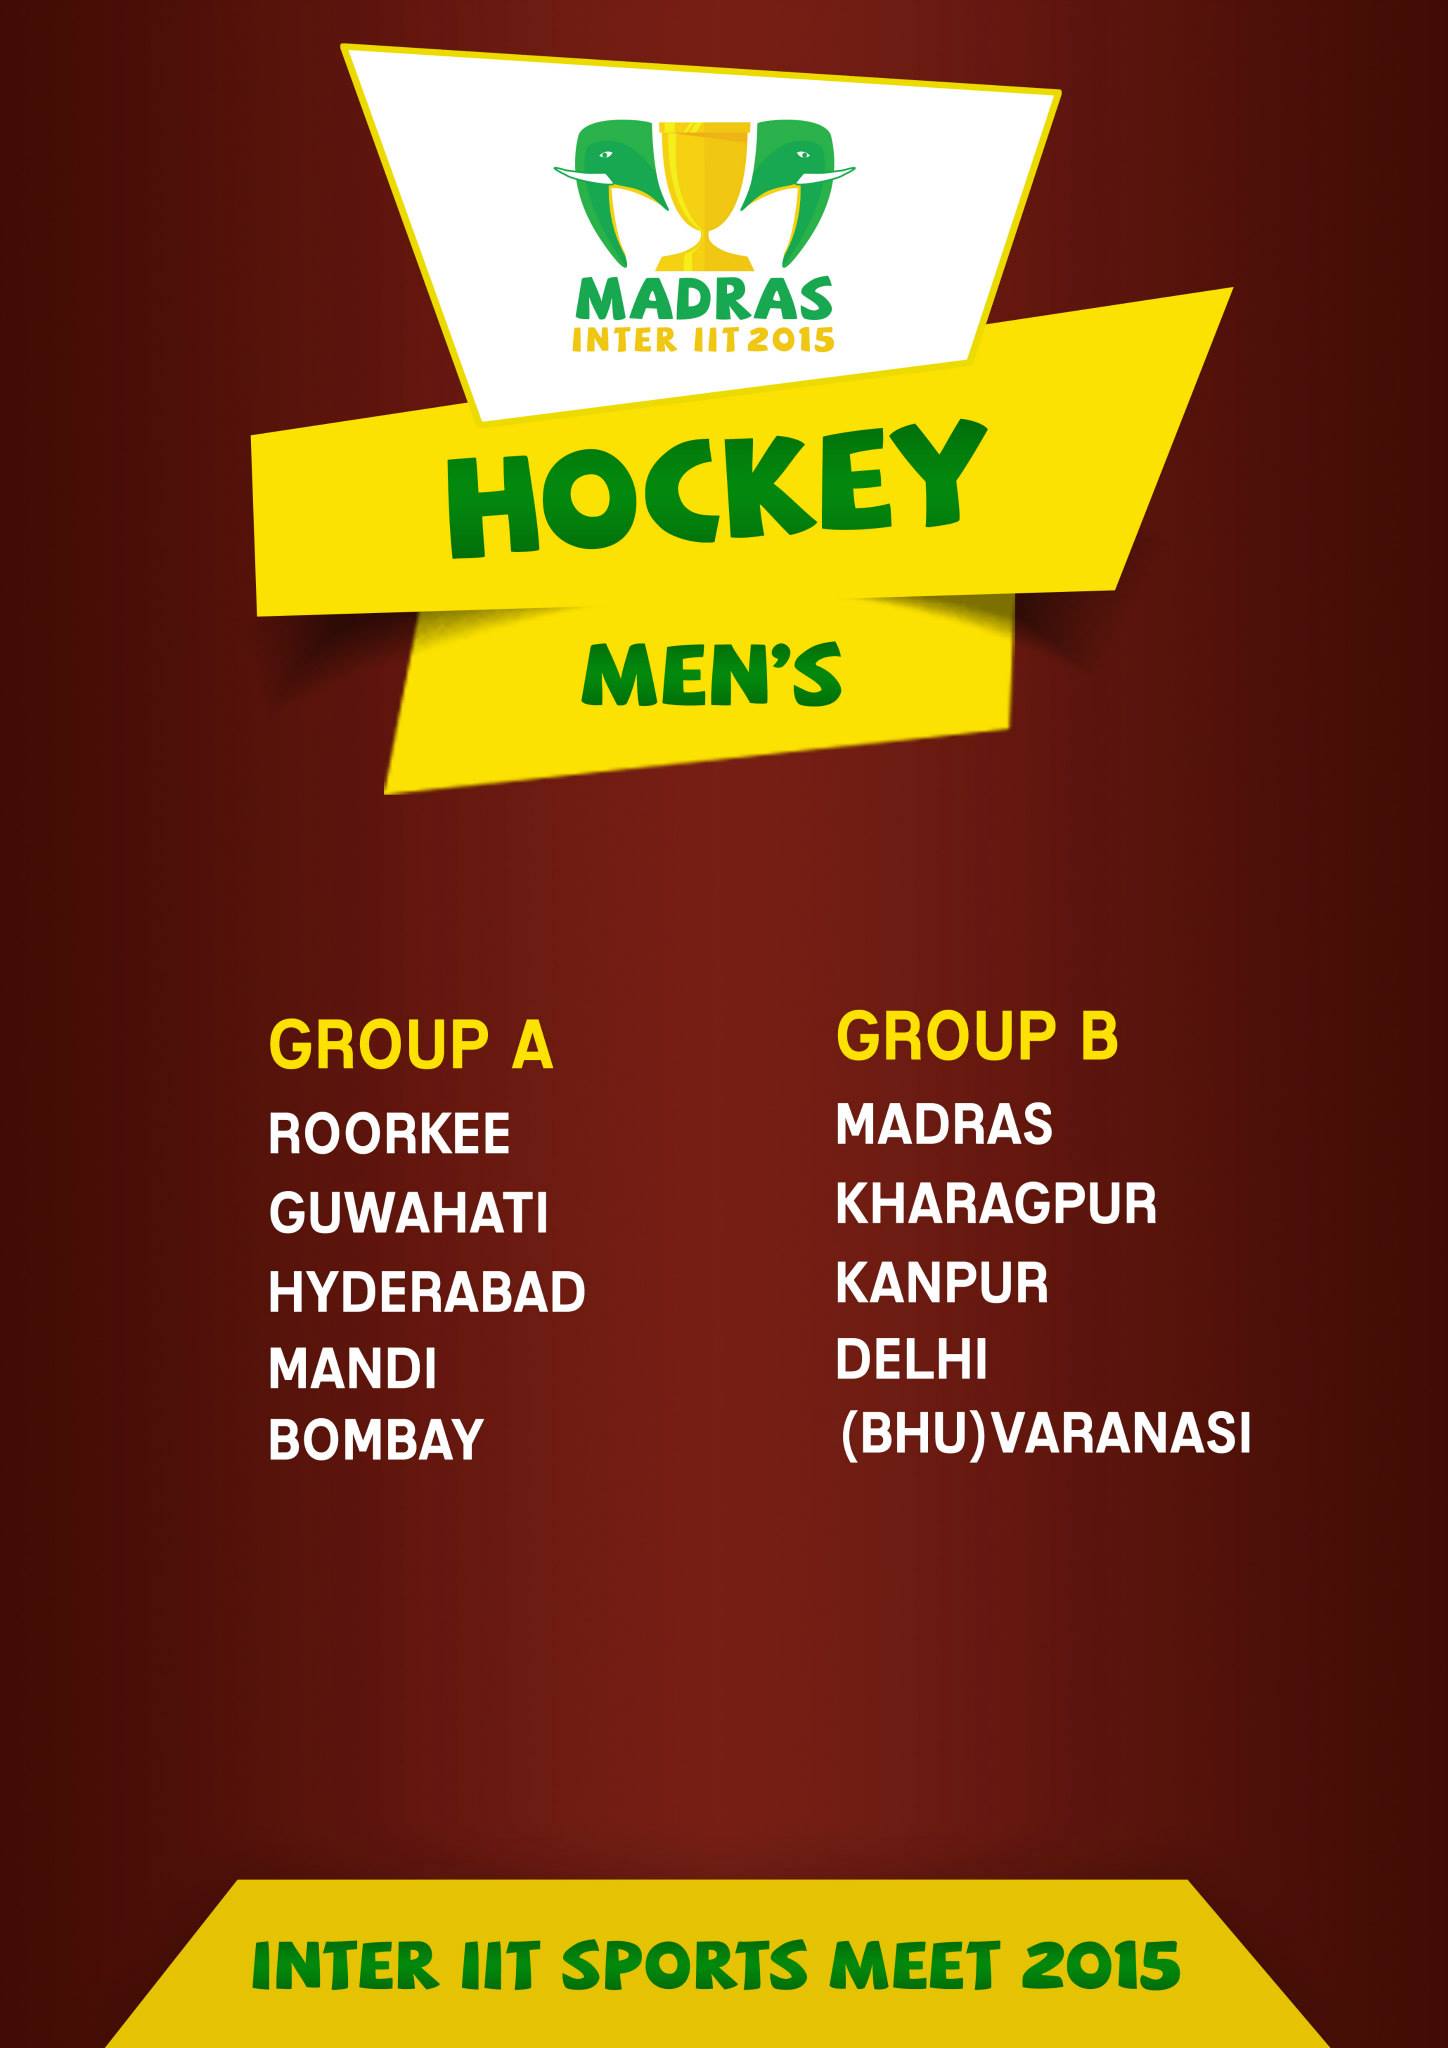 MADRAS
INTER IIT 2015
HOCKEY
MEN'S
GROUP A
ROORKEE
GUWAHATI
HYDERABAD
MANDI
BOMBAY
GROUP B
MADRAS
KHARAGPUR
KANPUR
DELHI
(BHU)VARANASI
INTER IIT SPORTS MEET 2015